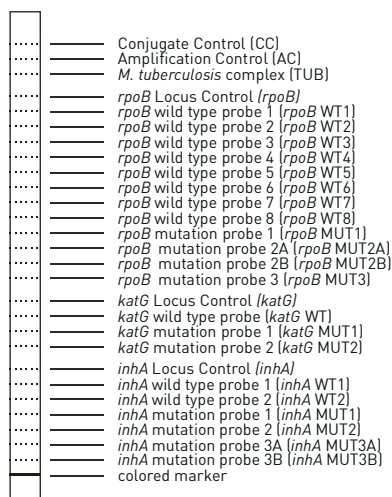 Conjugate Control (CC)
Amplification Control (AC)
M. tuberculosis complex (TUB)
rpoB Locus Control (rpoB)
rpoB wild type probe 1 (rpoB WT1)
rpoB wild type probe 2 (rpoB WT2)
rpoB wild type probe 3 (rpoB WT3)
rpoB wild type probe 4 (rpoB WT4)
rpoB wild type probe 5 (rpoB WT5)
rpoB wild type probe 6 (rpoB WT6)
rpoB wild type probe 7 (rpoB WT7)
rpoB wild type probe 8 (rpoB WT8)
rpoB mutation probe 1 (rpoB MUT1)
rpoB mutation probe 2A (rpoB MUT2A)
rpoB mutation probe 2B (rpoB MUT2B)
rpoB mutation probe 3 (rpoB MUT3)
katG Locus Control (katG)
katG wild type probe (katG WT)
katG mutation probe 1 (katG MUT1)
katG mutation probe 2 (katG MUT2)
inhA Locus Control (inhA)
inhA wild type probe 1 (inhA WT1)
inhA wild type probe 2 (inhA WT2)
inhA mutation probe 1 (inhA MUT1)
inhA mutation probe 2 (inhA MUT2)
inhA mutation probe 3A (inhA MUT3A)
inhA mutation probe 3B (inhA MUT3B)
colored marker